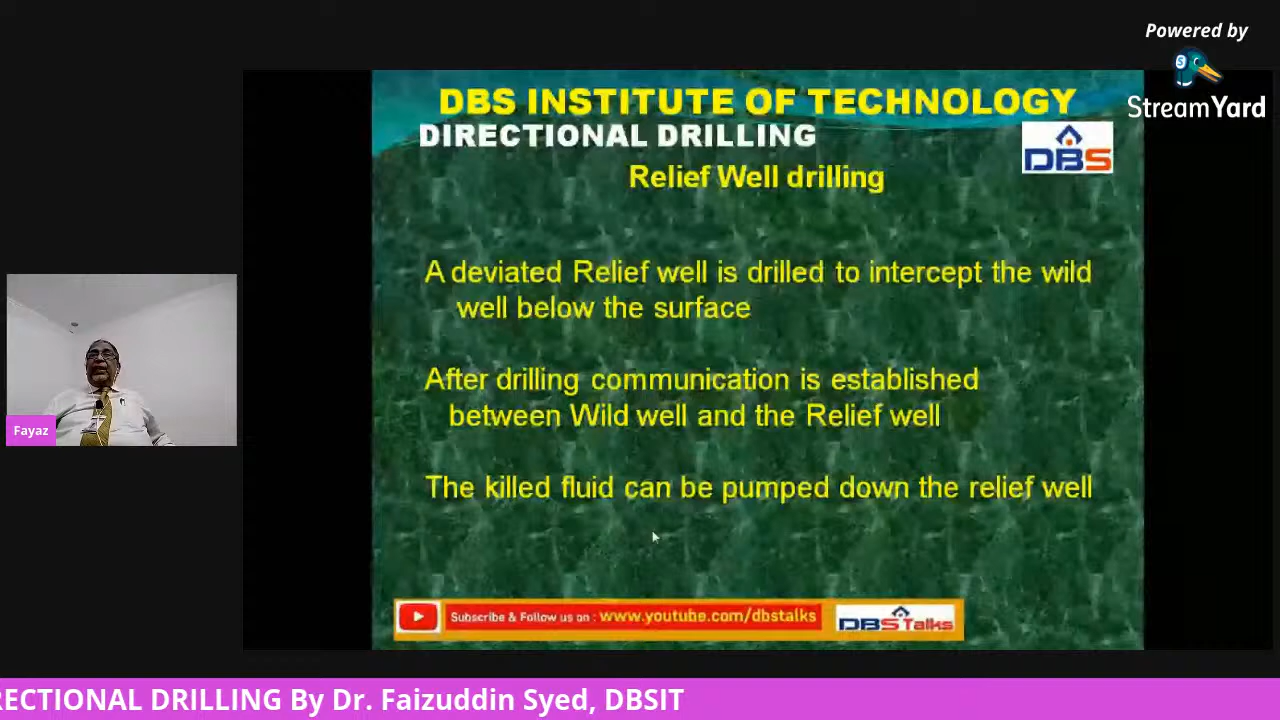 Powered by
StreamYard
DBS INSTITUTE OF TECHNOLOGY
DIRECTIONAL DRILLING
DBS
Relief Well drilling
A deviated Relief well is drilled to intercept the wild
well below the surface
After drilling communication is established
between Wild well and the Relief well
The killed fluid can be pumped down the relief well
Fayaz
Subscribe & Follow us on : www.youtube.com/dbstalks
DBS Talks
RECTIONAL DRILLING By Dr. Faizuddin Syed, DBSIT